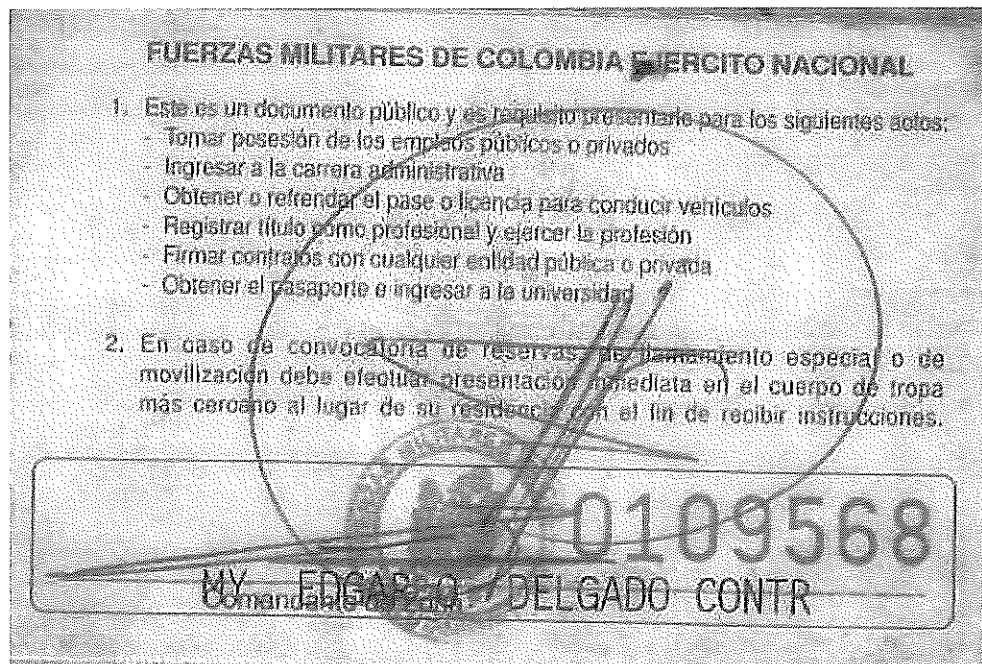 FUERZAS MILITARES DE COLOMBIA EJERCITO NACIONAL
1. Este es un documento público y es requisito presentarlo para los siguientes actos:
- Tomar posesión de los empleos públicos o privados
- Ingresar a la carrera administrativa
- Obtener o refrendar el pase o licencia para conducir vehículos
- Registrar título como profesional y ejercer la profesión
- Firmar contratos con cualquier entidad pública o privada
- Obtener el pasaporte e ingresar a la universidad
2. En caso de convocatoria de reservas, de llamamiento especial o de
movilización debe efectuar presentación inmediata en el cuerpo de tropa
más cercano al lugar de su residencia con el fin de recibir instrucciones.
0109568
MY EDGAR O. DELGADO CONTR
Comandante de